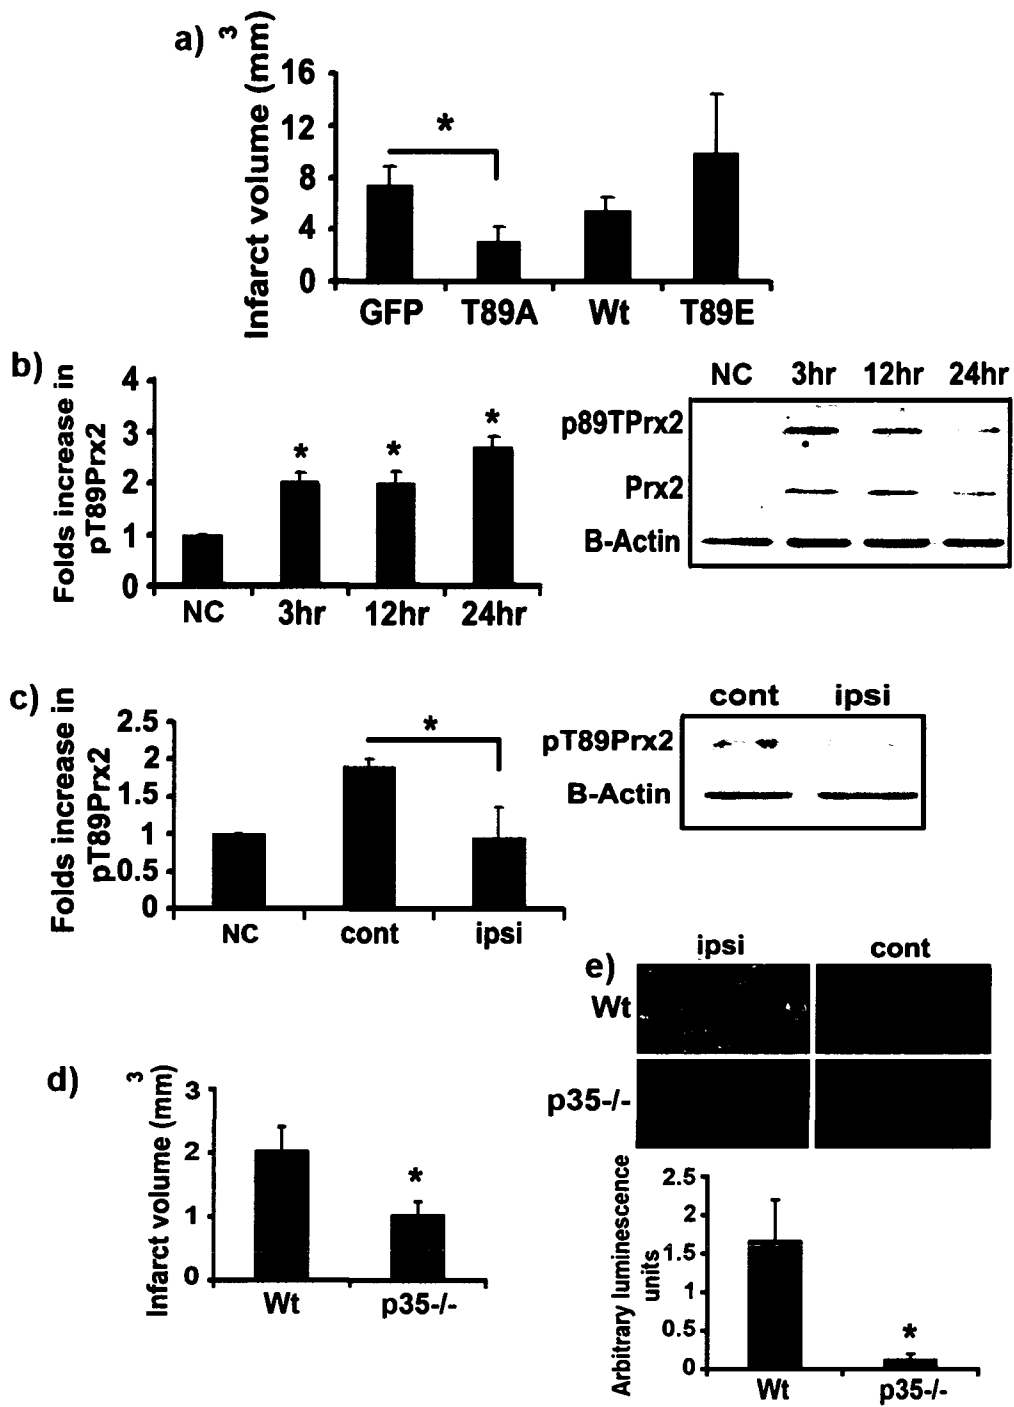 a)
Infarct volume (mm)
3
16
12
8
4
0
*
GFP T89A Wt T89E
b)
Folds increase in
pT89Prx2
4
3
2
1
0
* * *
NC 3hr 12hr 24hr
NC 3hr 12hr 24hr
p89TPrx2
Prx2
B-Actin
c)
Folds increase in
pT89Prx2
2.5
2
1.5
1
0.5
0
*
NC cont ipsi
cont ipsi
pT89Prx2
B-Actin
d)
Infarct volume (mm)
3
3
2
1
0
*
Wt p35-/-
e)
ipsi cont
Wt
p35-/-
Arbitrary luminescence
units
2.5
2
1.5
1
0.5
0
*
Wt p35-/-